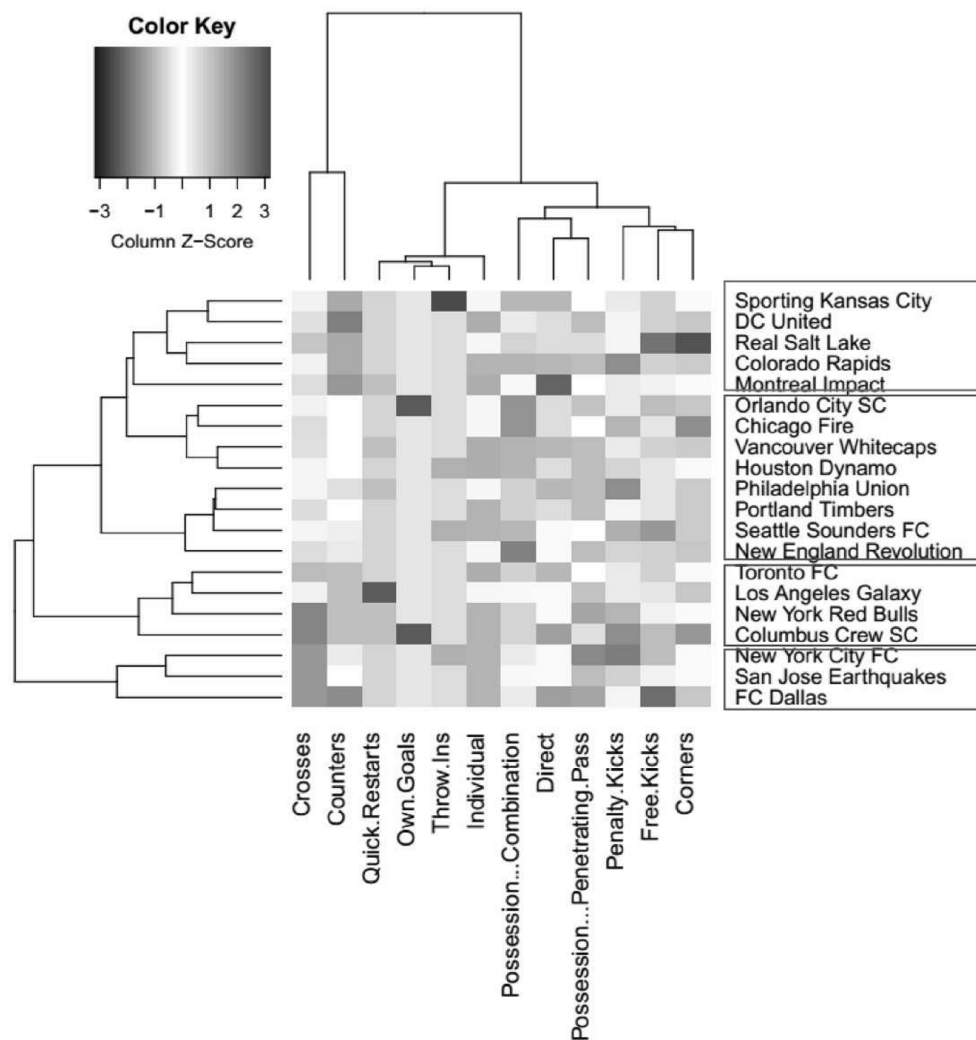 Color Key
−3 −1 1 2 3
Column Z−Score
Sporting Kansas City
DC United
Real Salt Lake
Colorado Rapids
Montreal Impact
Orlando City SC
Chicago Fire
Vancouver Whitecaps
Houston Dynamo
Philadelphia Union
Portland Timbers
Seattle Sounders FC
New England Revolution
Toronto FC
Los Angeles Galaxy
New York Red Bulls
Columbus Crew SC
New York City FC
San Jose Earthquakes
FC Dallas
Crosses
Counters
Quick.Restarts
Own.Goals
Throw.Ins
Individual
Possession...Combination
Direct
Possession...Penetrating.Pass
Penalty.Kicks
Free.Kicks
Corners